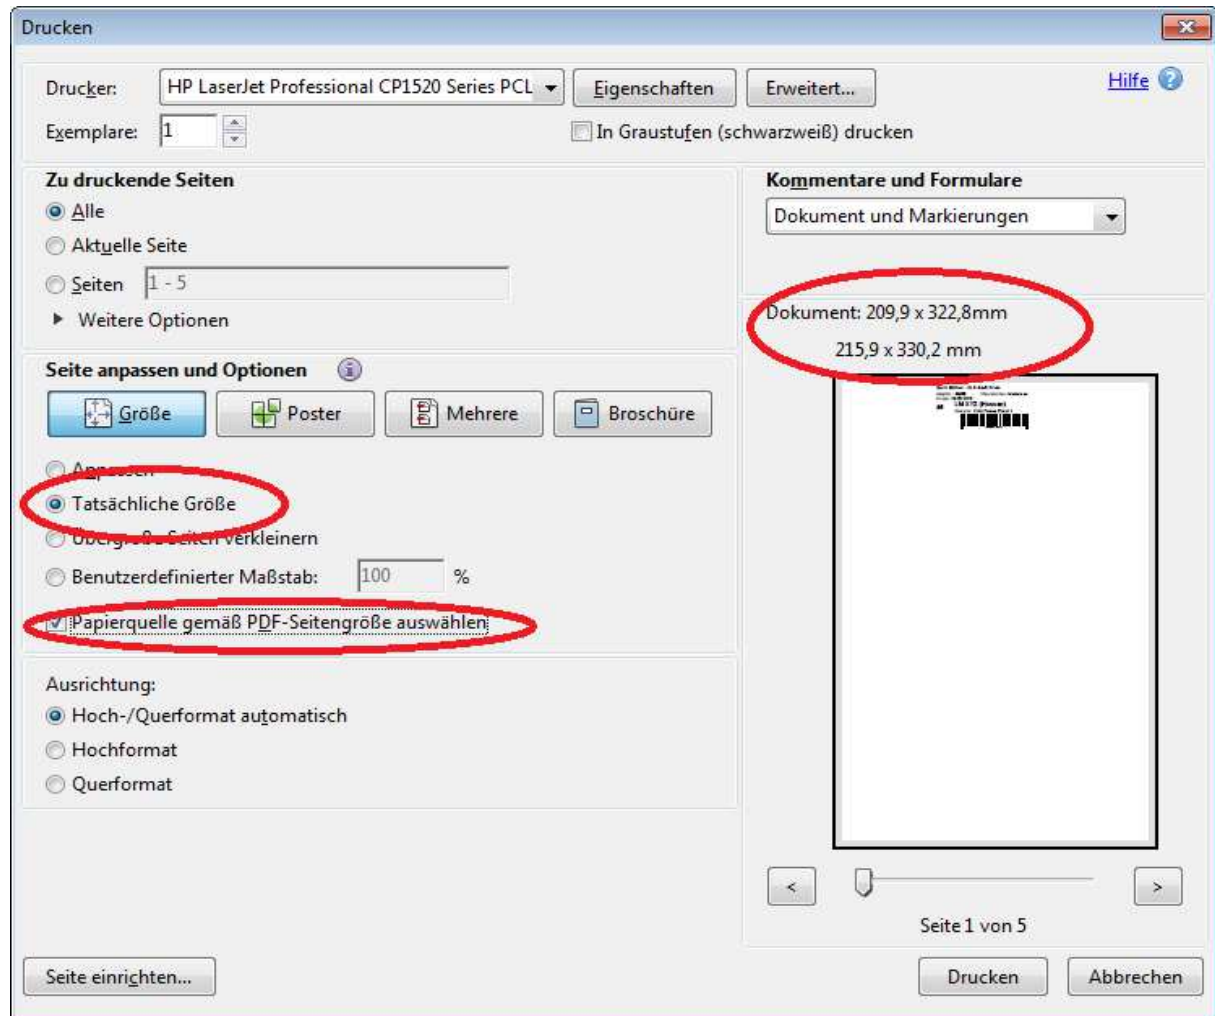 Drucken
Drucker: HP LaserJet Professional CP1520 Series PCL Eigenschaften Erweitert... Hilfe
Exemplare: 1 In Graustufen (schwarzweiß) drucken
Zu druckende Seiten
Alle
Aktuelle Seite
Seiten 1 - 5
Weitere Optionen
Seite anpassen und Optionen
Größe Poster Mehrere Broschüre
Anpassen
Tatsächliche Größe
Übergroße Seiten verkleinern
Benutzerdefinierter Maßstab: 100 %
Papierquelle gemäß PDF-Seitengröße auswählen
Ausrichtung:
Hoch-/Querformat automatisch
Hochformat
Querformat
Kommentare und Formulare
Dokument und Markierungen
Dokument: 209,9 x 322,8mm
215,9 x 330,2 mm
< >
Seite 1 von 5
Seite einrichten... Drucken Abbrechen